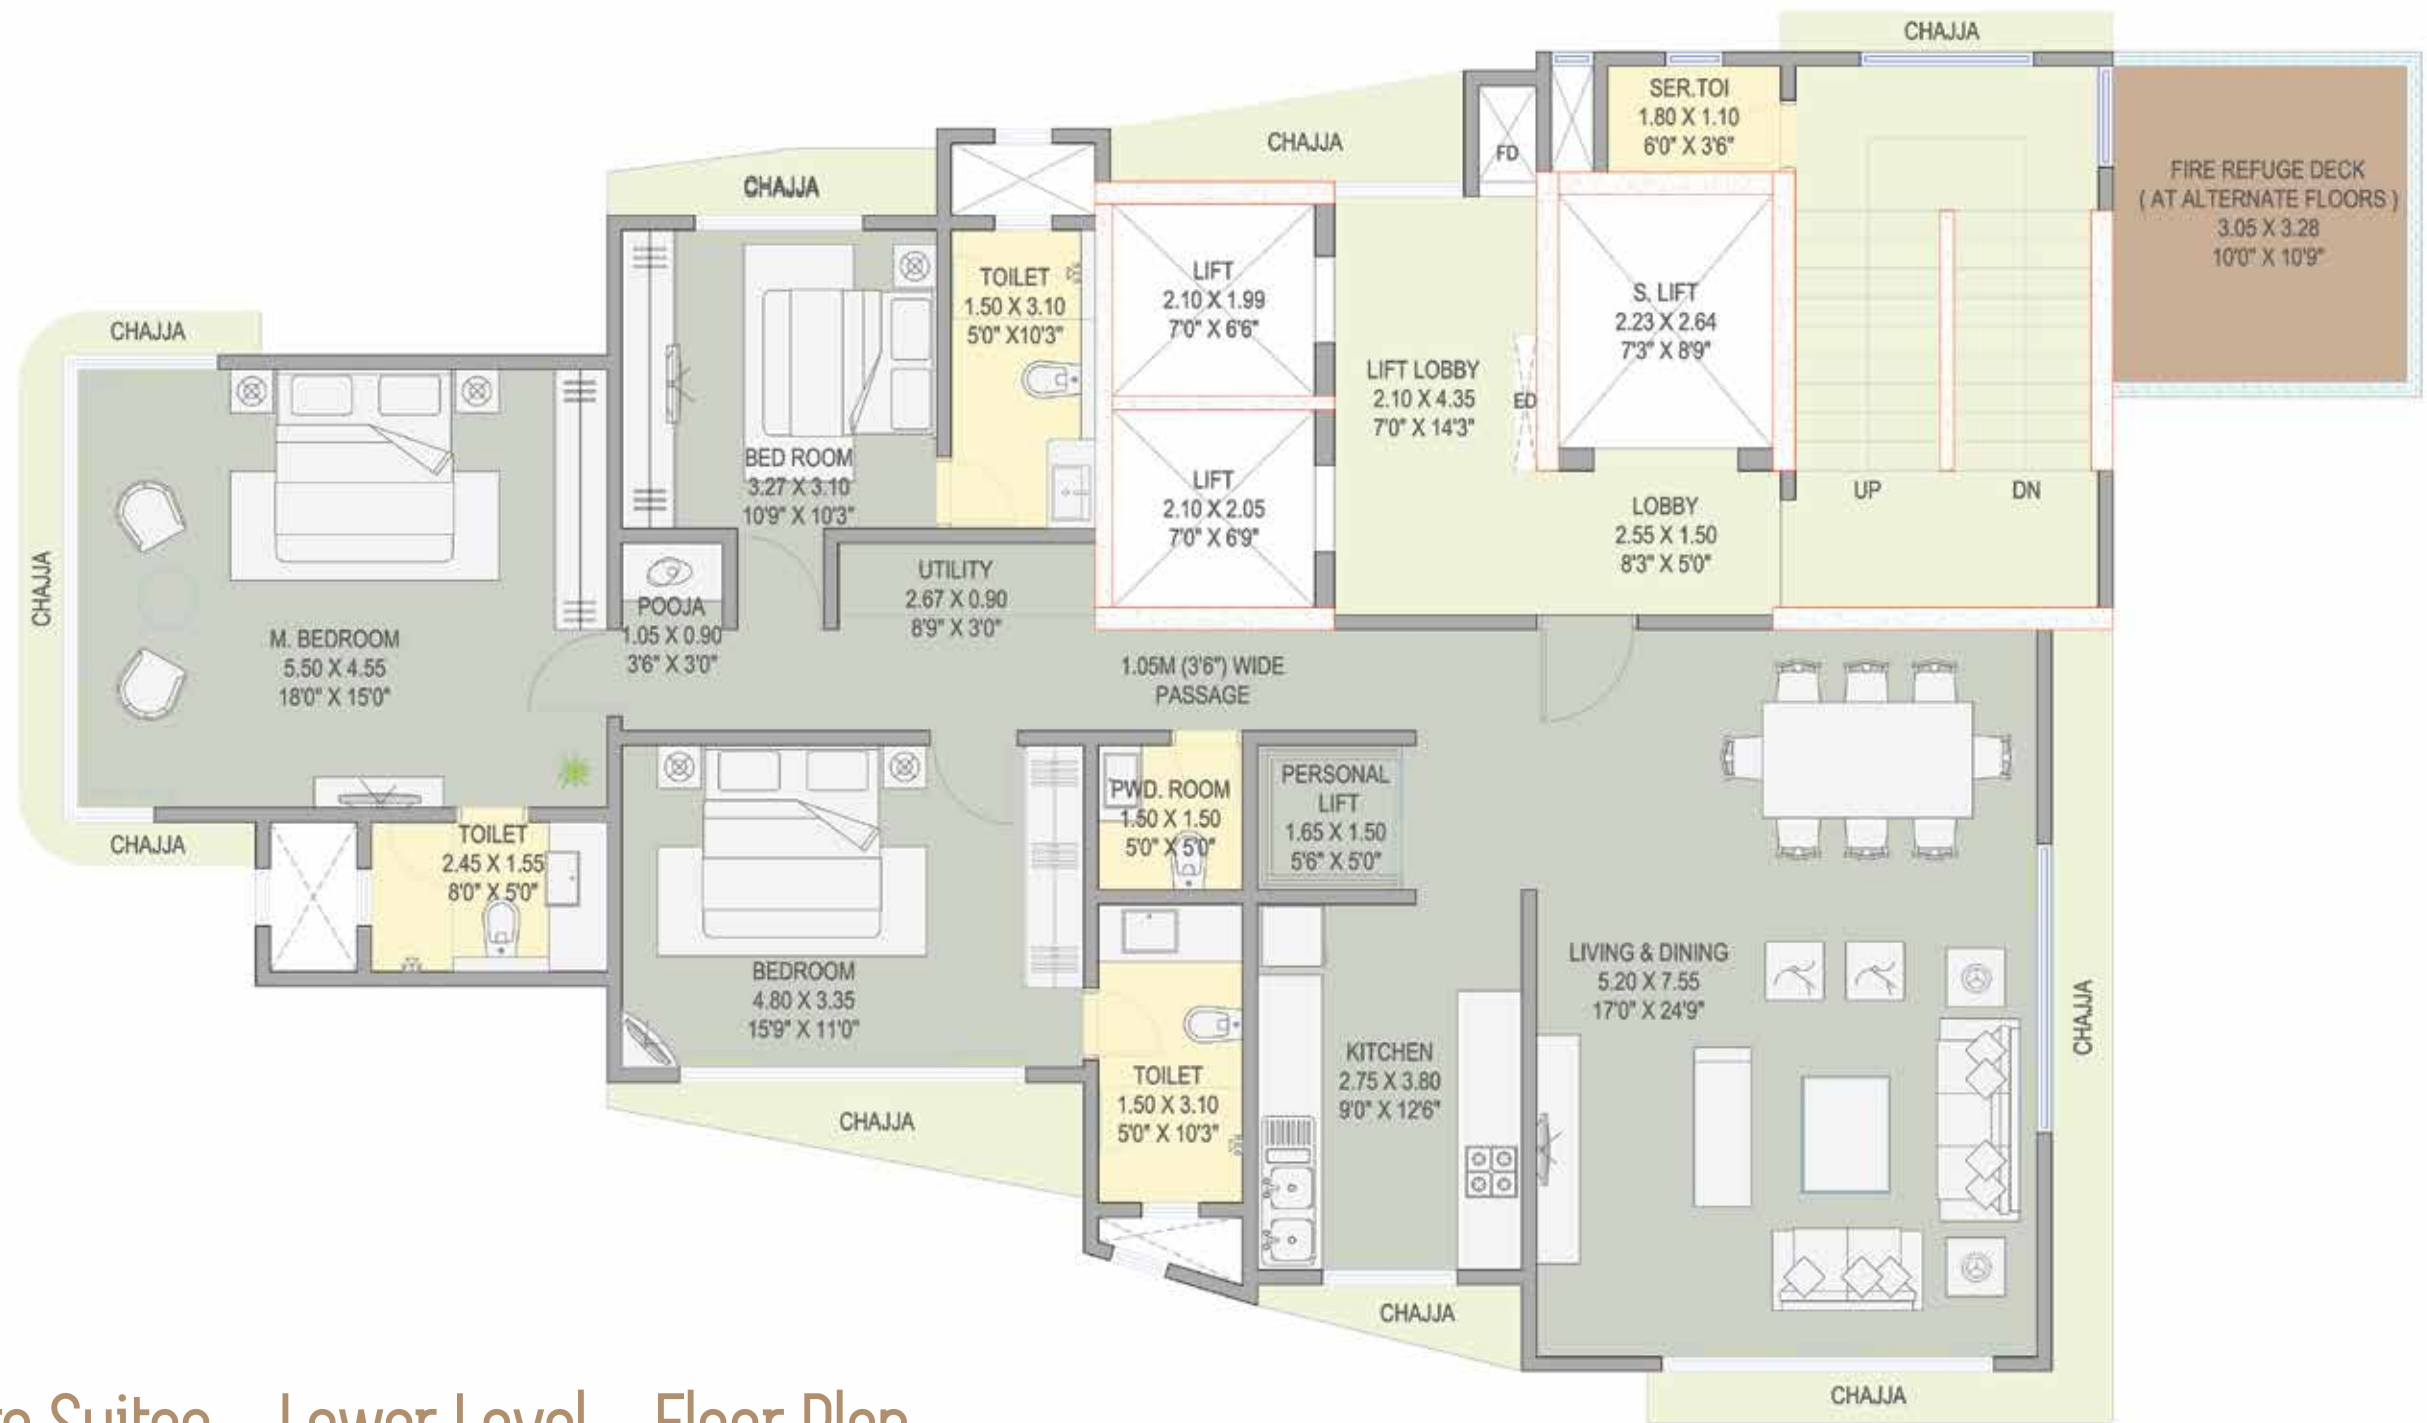 CHAJJA
SER.TOI
1.80 X 1.10
6'0" X 3'6"
CHAJJA
FD
FIRE REFUGE DECK
( AT ALTERNATE FLOORS )
3.05 X 3.28
10'0" X 10'9"
CHAJJA
TOILET
1.50 X 3.10
5'0" X10'3"
LIFT
2.10 X 1.99
7'0" X 6'6"
S. LIFT
2.23 X 2.64
7'3" X 8'9"
CHAJJA
LIFT LOBBY
2.10 X 4.35
7'0" X 14'3"
ED
BED ROOM
3.27 X 3.10
10'9" X 10'3"
LIFT
2.10 X 2.05
7'0" X 6'9"
UP
DN
LOBBY
2.55 X 1.50
8'3" X 5'0"
CHAJJA
UTILITY
2.67 X 0.90
8'9" X 3'0"
POOJA
1.05 X 0.90
3'6" X 3'0"
M. BEDROOM
5.50 X 4.55
18'0" X 15'0"
1.05M (3'6") WIDE
PASSAGE
PERSONAL
LIFT
1.65 X 1.50
5'6" X 5'0"
PWD. ROOM
1.50 X 1.50
5'0" X 5'0"
CHAJJA
TOILET
2.45 X 1.55
8'0" X 5'0"
BEDROOM
4.80 X 3.35
15'9" X 11'0"
LIVING & DINING
5.20 X 7.55
17'0" X 24'9"
CHAJJA
KITCHEN
2.75 X 3.80
9'0" X 12'6"
TOILET
1.50 X 3.10
5'0" X 10'3"
CHAJJA
CHAJJA
CHAJJA
Suites - Lower Level - Floor Plan